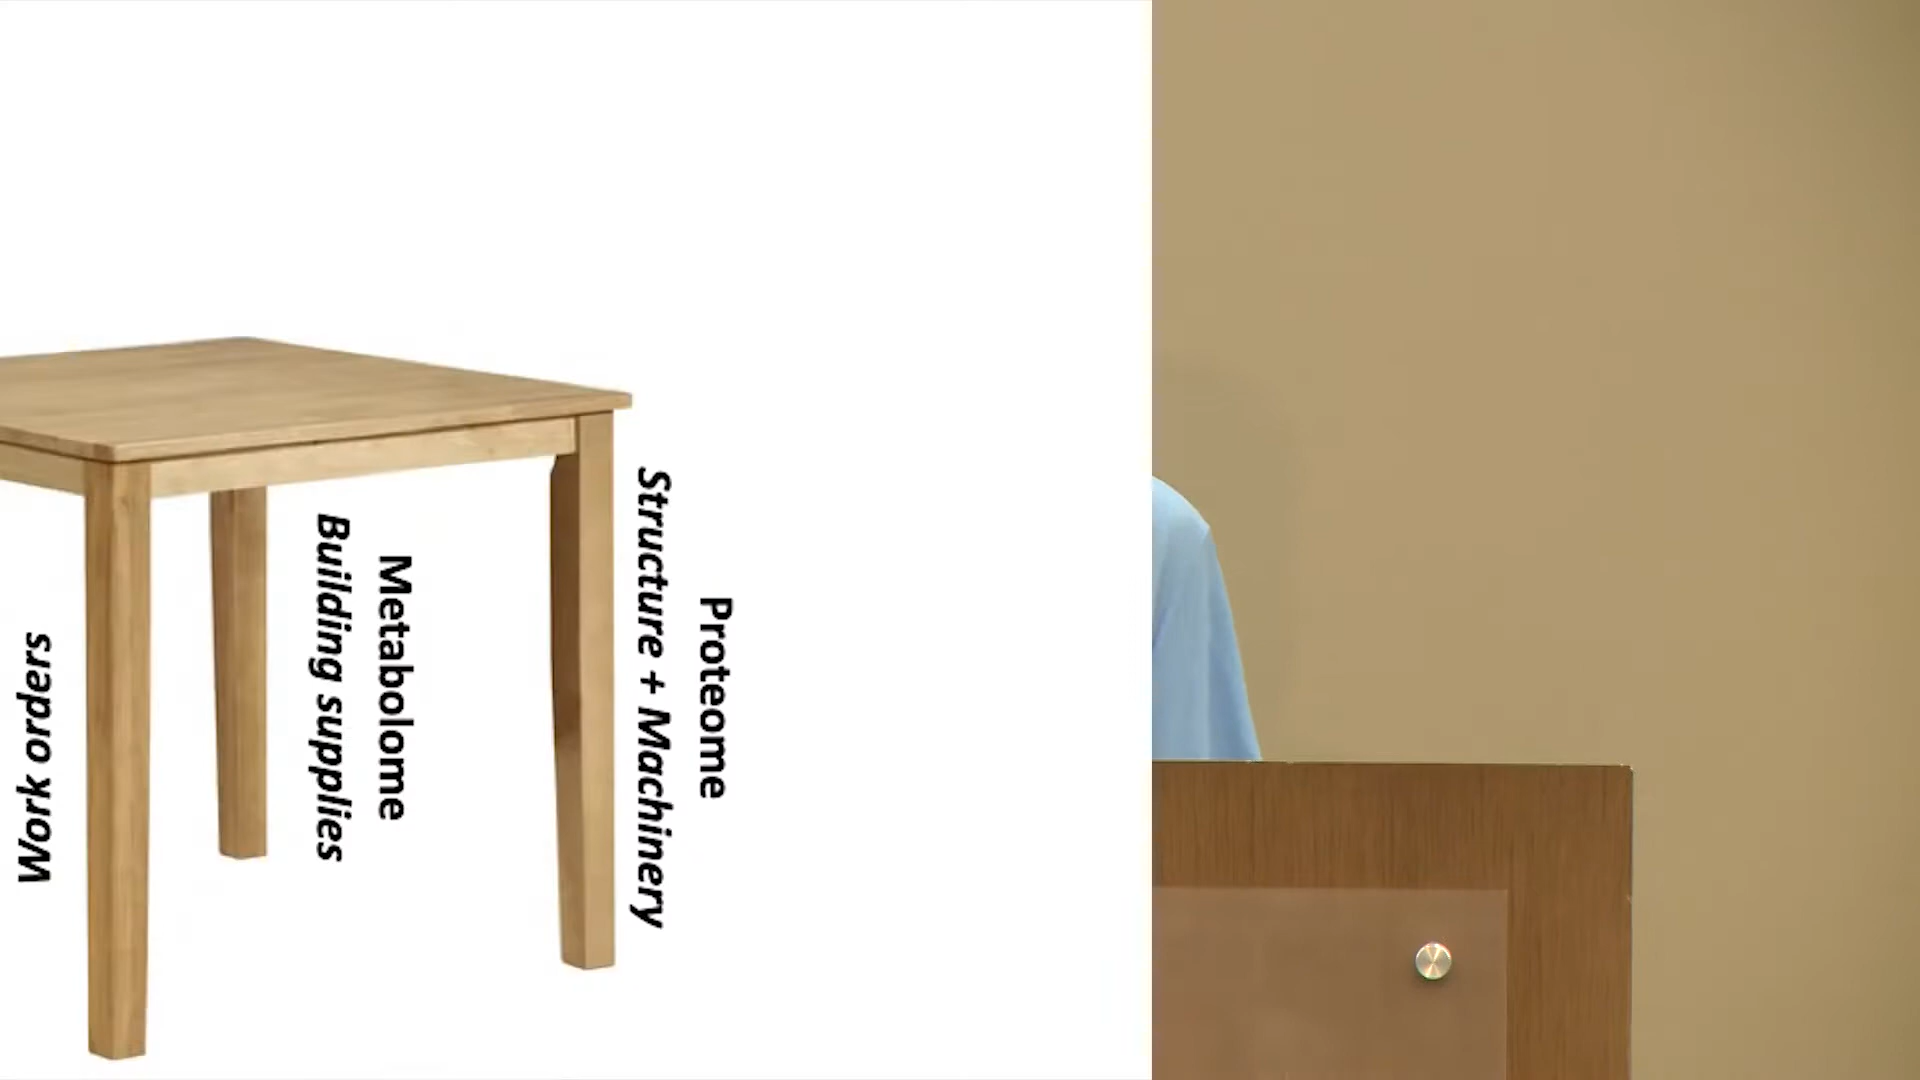 Work orders
Metabolome
Building supplies
Proteome
Structure + Machinery